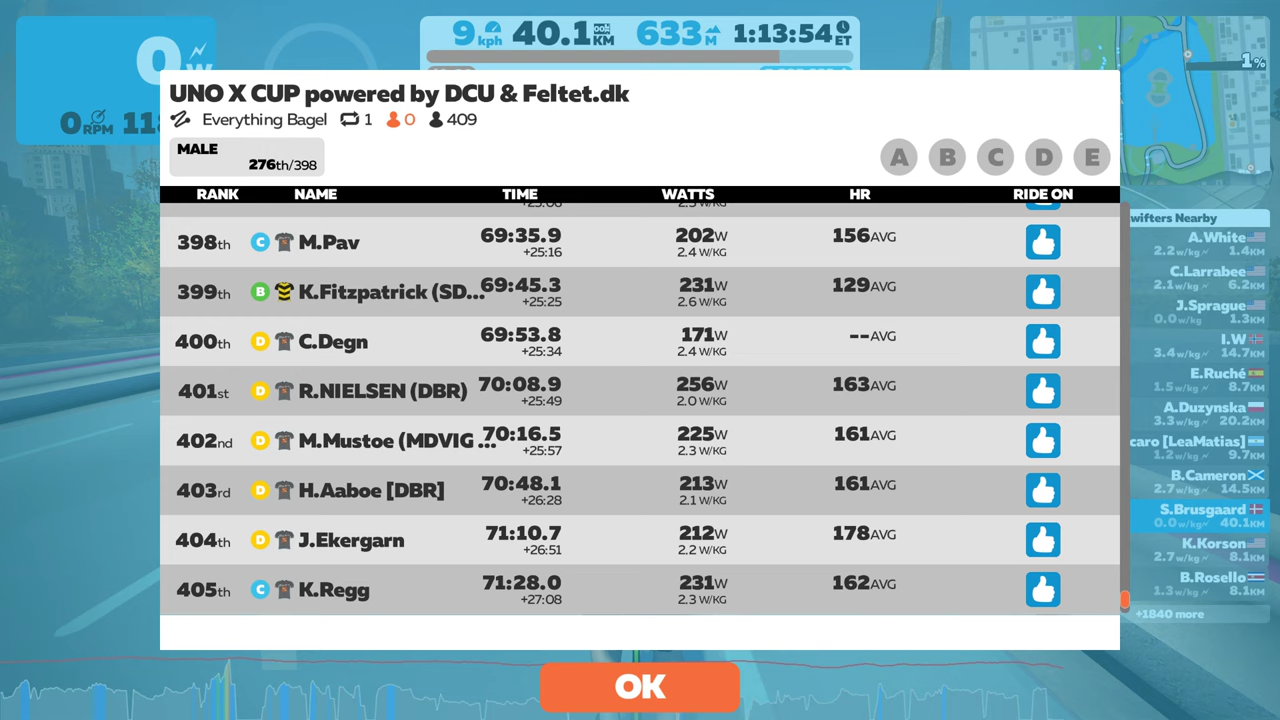 0w
0RPM 118
9 kph 40.1KM 633M 1:13:54ET
1%
UNO X CUP powered by DCU & Feltet.dk
Everything Bagel 1 0 409
MALE
276th/398
A B C D E
RANK NAME TIME WATTS HR RIDE ON
398th C M.Pav 69:35.9 202W 156AVG
+25:16 2.4 W/KG
399th B K.Fitzpatrick (SD... 69:45.3 231W 129AVG
+25:25 2.6 W/KG
400th D C.Degn 69:53.8 171W --AVG
+25:34 2.4 W/KG
401st D R.NIELSEN (DBR) 70:08.9 256W 163AVG
+25:49 2.0 W/KG
402nd D M.Mustoe (MDVIG ... 70:16.5 225W 161AVG
+25:57 2.3 W/KG
403rd D H.Aaboe [DBR] 70:48.1 213W 161AVG
+26:28 2.1 W/KG
404th D J.Ekergarn 71:10.7 212W 178AVG
+26:51 2.2 W/KG
405th C K.Regg 71:28.0 231W 162AVG
+27:08 2.3 W/KG
OK
wifters Nearby
A.White
2.2w/kg 1.4KM
C.Larrabee
2.1w/kg 6.2KM
J.Sprague
0.0w/kg 1.3KM
I.W
3.4w/kg 14.7KM
E.Ruché
1.5w/kg 8.7KM
A.Duzynska
3.3w/kg 20.2KM
caro [LeaMatias]
1.2w/kg 9.7KM
B.Cameron
2.7w/kg 14.5KM
S.Brusgaard
0.0w/kg 40.1KM
K.Korson
2.7w/kg 8.1KM
B.Rosello
1.3w/kg 8.1KM
+1840 more